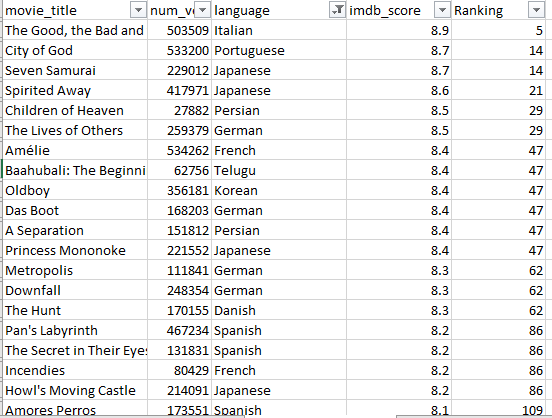 movie_title num_v language imdb_score Ranking
The Good, the Bad and 503509 Italian 8.9 5
City of God 533200 Portuguese 8.7 14
Seven Samurai 229012 Japanese 8.7 14
Spirited Away 417971 Japanese 8.6 21
Children of Heaven 27882 Persian 8.5 29
The Lives of Others 259379 German 8.5 29
Amélie 534262 French 8.4 47
Baahubali: The Beginni 62756 Telugu 8.4 47
Oldboy 356181 Korean 8.4 47
Das Boot 168203 German 8.4 47
A Separation 151812 Persian 8.4 47
Princess Mononoke 221552 Japanese 8.4 47
Metropolis 111841 German 8.3 62
Downfall 248354 German 8.3 62
The Hunt 170155 Danish 8.3 62
Pan's Labyrinth 467234 Spanish 8.2 86
The Secret in Their Eyes 131831 Spanish 8.2 86
Incendies 80429 French 8.2 86
Howl's Moving Castle 214091 Japanese 8.2 86
Amores Perros 173551 Spanish 8.1 109